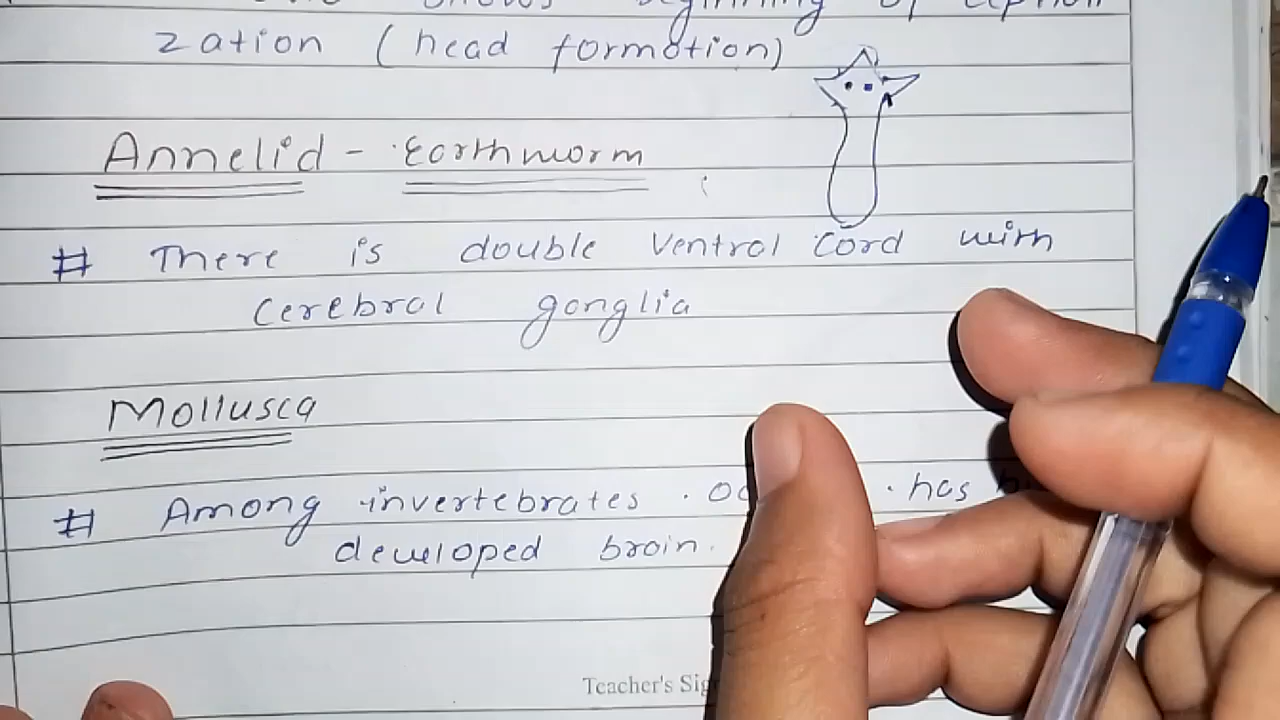 zation (head formation)
Annelid - Earthworm
# There is double ventral cord with
cerebral ganglia
Mollusca
# Among invertebrates has
developed brain.
Teacher's